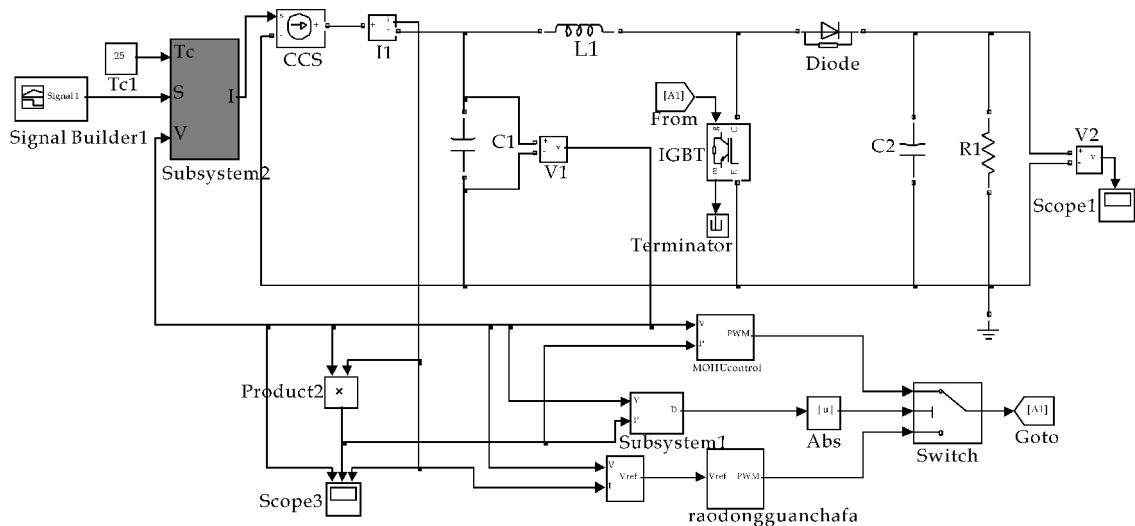 s
+
-
CCS
+
-
i
I1
L1
Diode
25
Tc1
Tc
S
V
I
Subsystem2
Signal 1
Signal Builder1
C1
+
-
v
V1
[A1]
From
g
C
m
E
IGBT
Terminator
C2
R1
V2
+
-
v
Scope1
V
P
PWM
MOHUcontrol
Product2
×
V
P
D
Subsystem1
|u|
Abs
Switch
[A1]
Goto
Scope3
V
I
Vref
Vref
PWM
raodongguanchafa